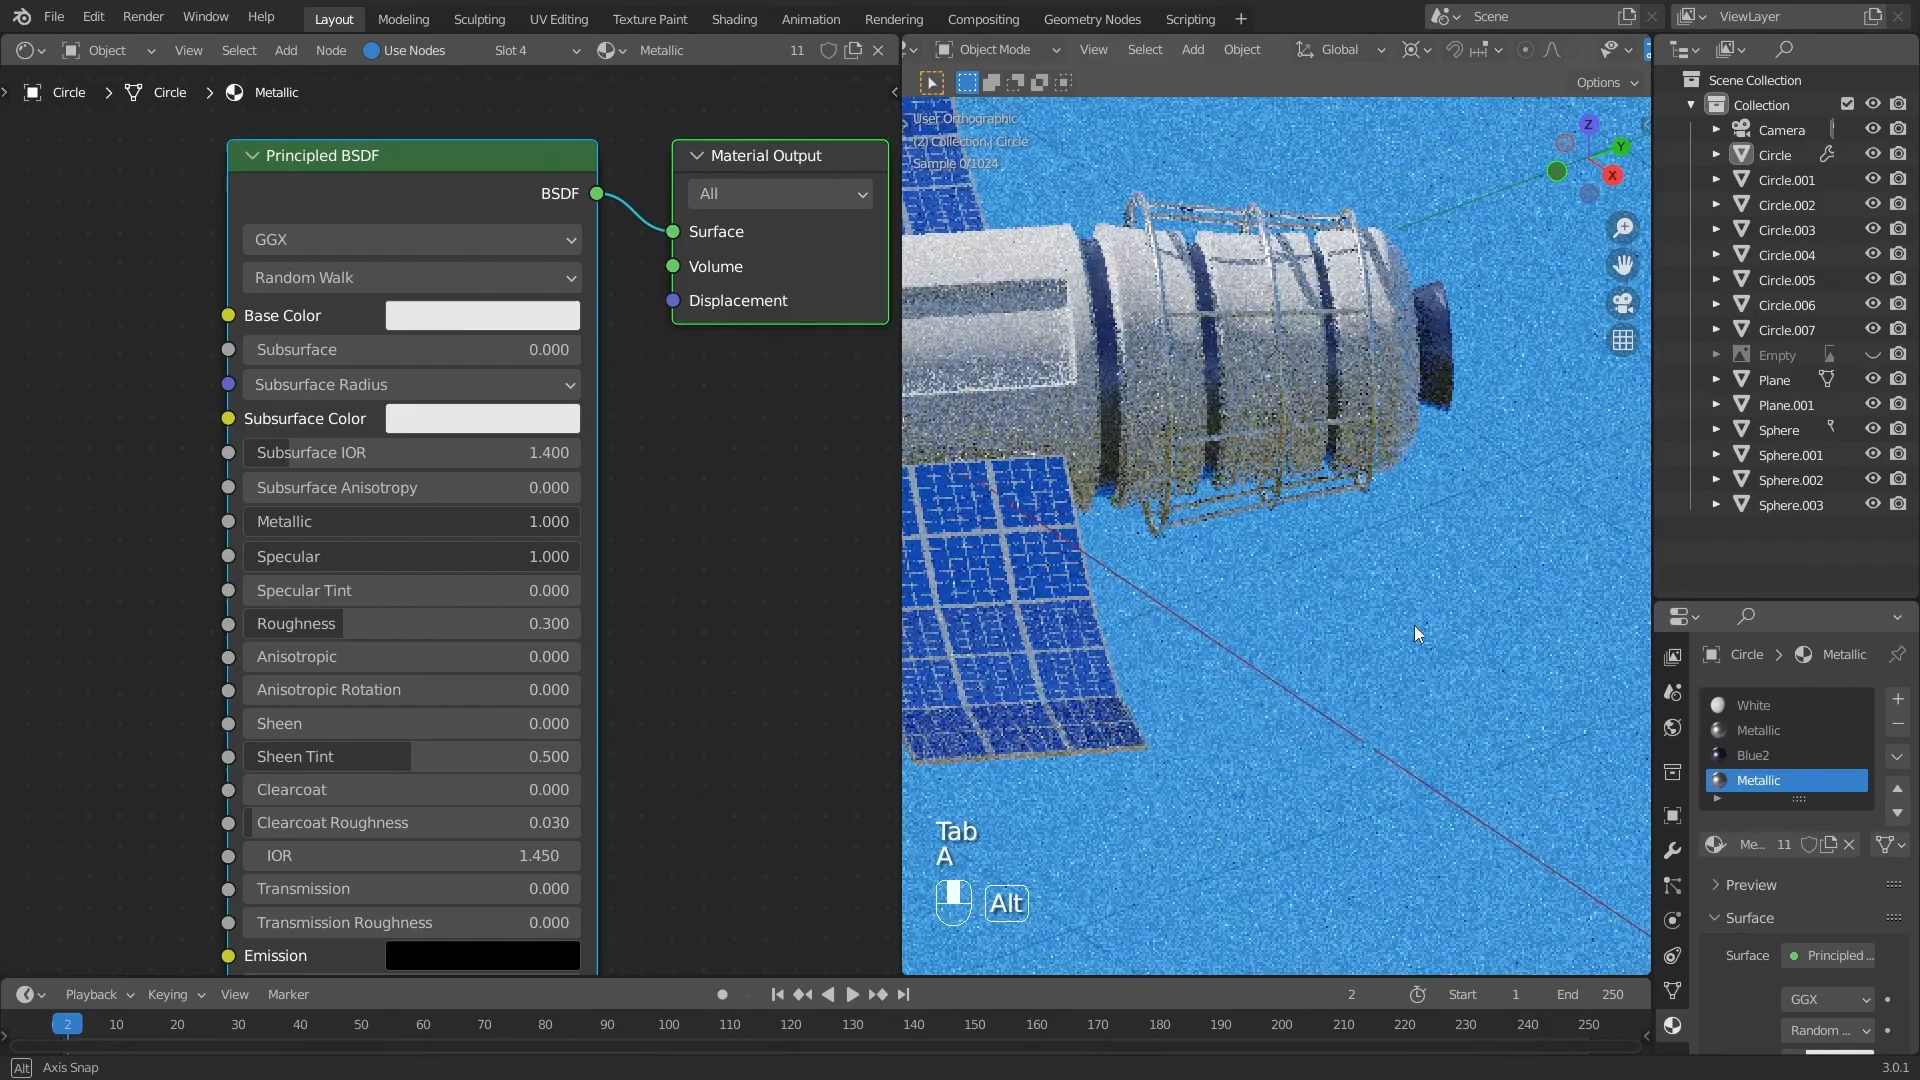 File Edit Render Window Help Layout Modeling Sculpting UV Editing Texture Paint Shading Animation Rendering Compositing Geometry Nodes Scripting + Scene ViewLayer
Object View Select Add Node Use Nodes Slot 4 Metallic 11
Object Mode View Select Add Object Global
Options
Circle > Circle > Metallic
Principled BSDF
BSDF
GGX
Random Walk
Base Color
Subsurface 0.000
Subsurface Radius
Subsurface Color
Subsurface IOR 1.400
Subsurface Anisotropy 0.000
Metallic 1.000
Specular 1.000
Specular Tint 0.000
Roughness 0.300
Anisotropic 0.000
Anisotropic Rotation 0.000
Sheen 0.000
Sheen Tint 0.500
Clearcoat 0.000
Clearcoat Roughness 0.030
IOR 1.450
Transmission 0.000
Transmission Roughness 0.000
Emission
Material Output
All
Surface
Volume
Displacement
User Orthographic
(2) Collection | Circle
Sample 0/1024
Z
Y
X
Tab
A
Alt
Scene Collection
Collection
Camera
Circle
Circle.001
Circle.002
Circle.003
Circle.004
Circle.005
Circle.006
Circle.007
Empty
Plane
Plane.001
Sphere
Sphere.001
Sphere.002
Sphere.003
Circle > Metallic
White
Metallic
Blue2
Metallic
Me... 11
Preview
Surface
Surface Principled ...
GGX
Random ...
Playback Keying View Marker 2 Start 1 End 250
2 10 20 30 40 50 60 70 80 90 100 110 120 130 140 150 160 170 180 190 200 210 220 230 240 250
Alt Axis Snap 3.0.1